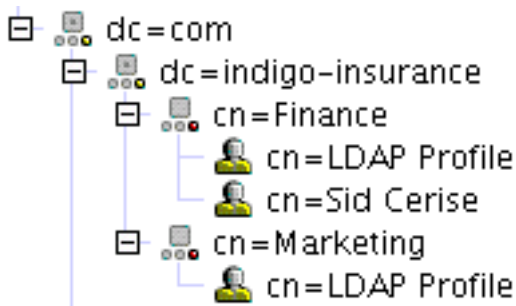 dc=com
dc=indigo-insurance
cn=Finance
cn=LDAP Profile
cn=Sid Cerise
cn=Marketing
cn=LDAP Profile